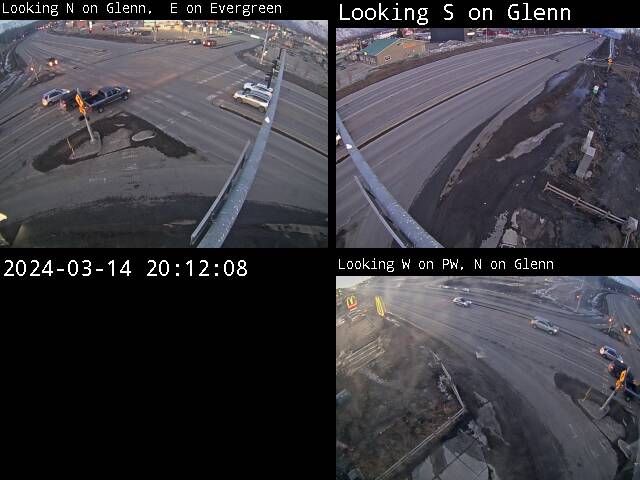 Looking N on Glenn,  E on Evergreen
Looking S on Glenn
2024-03-14 20:12:08
Looking W on PW, N on Glenn